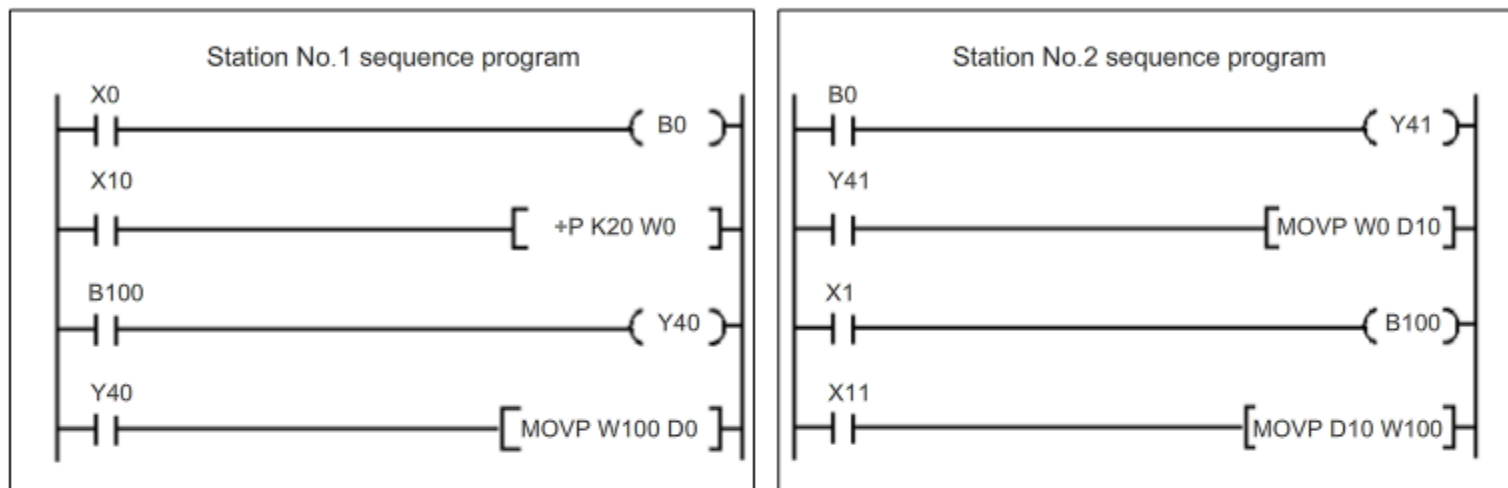 Station No.1 sequence program
X0
B0
X10
+P K20 W0
B100
Y40
Y40
MOVP W100 D0
Station No.2 sequence program
B0
Y41
Y41
MOVP W0 D10
X1
B100
X11
MOVP D10 W100